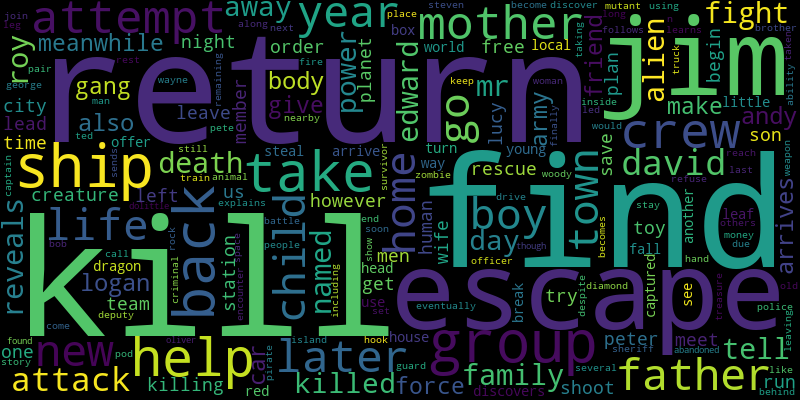 attempt
away
year
mother
steven
place
become
discover
mutant
using
fight
join
leg
meanwhile
night
along
next
box
world
roy
order
power
planet
free
local
friend
taking
plan
long
follows
learns
brother
taken
alien
begin
truck
ability
jim
return
gang
body
pair
george
city
man
fire
wayne
remaining
rest
member
edward
mr
keep
woman
inside
led
make
little
weapon
lead
also
leave
give
pete
nearby
go
lucy
army
finally
would
crew
andy
time
ted
offer
son
ship
still
death
steal
arrive
survivor
turn
young
save
david
reach
captain
sends
train
animal
take
way
rescue
zombie
woody
home
town
last
refuse
creature
left
us
explains
however
human
wife
drive
boy
stay
another
toy
leaf
others
money
due
arrives
reveals
life
dolittle
back
child
battle
end
soon
people
named
show
men
day
though
becomes
find
fall
hand
bob
rock
call
dragon
logan
team
deputy
criminal
station
encounter
space
including
head
get
use
set
officer
escape
break
try
despite
diamond
captured
see
treasure
old
kill
come
found
one
story
new
pod
oliver
help
car
pirate
island
later
hook
eventually
house
group
peter
sheriff
abandoned
meet
police
leaving
tell
attack
killing
red
killed
guard
force
family
discovers
shoot
several
father
like
run
behind